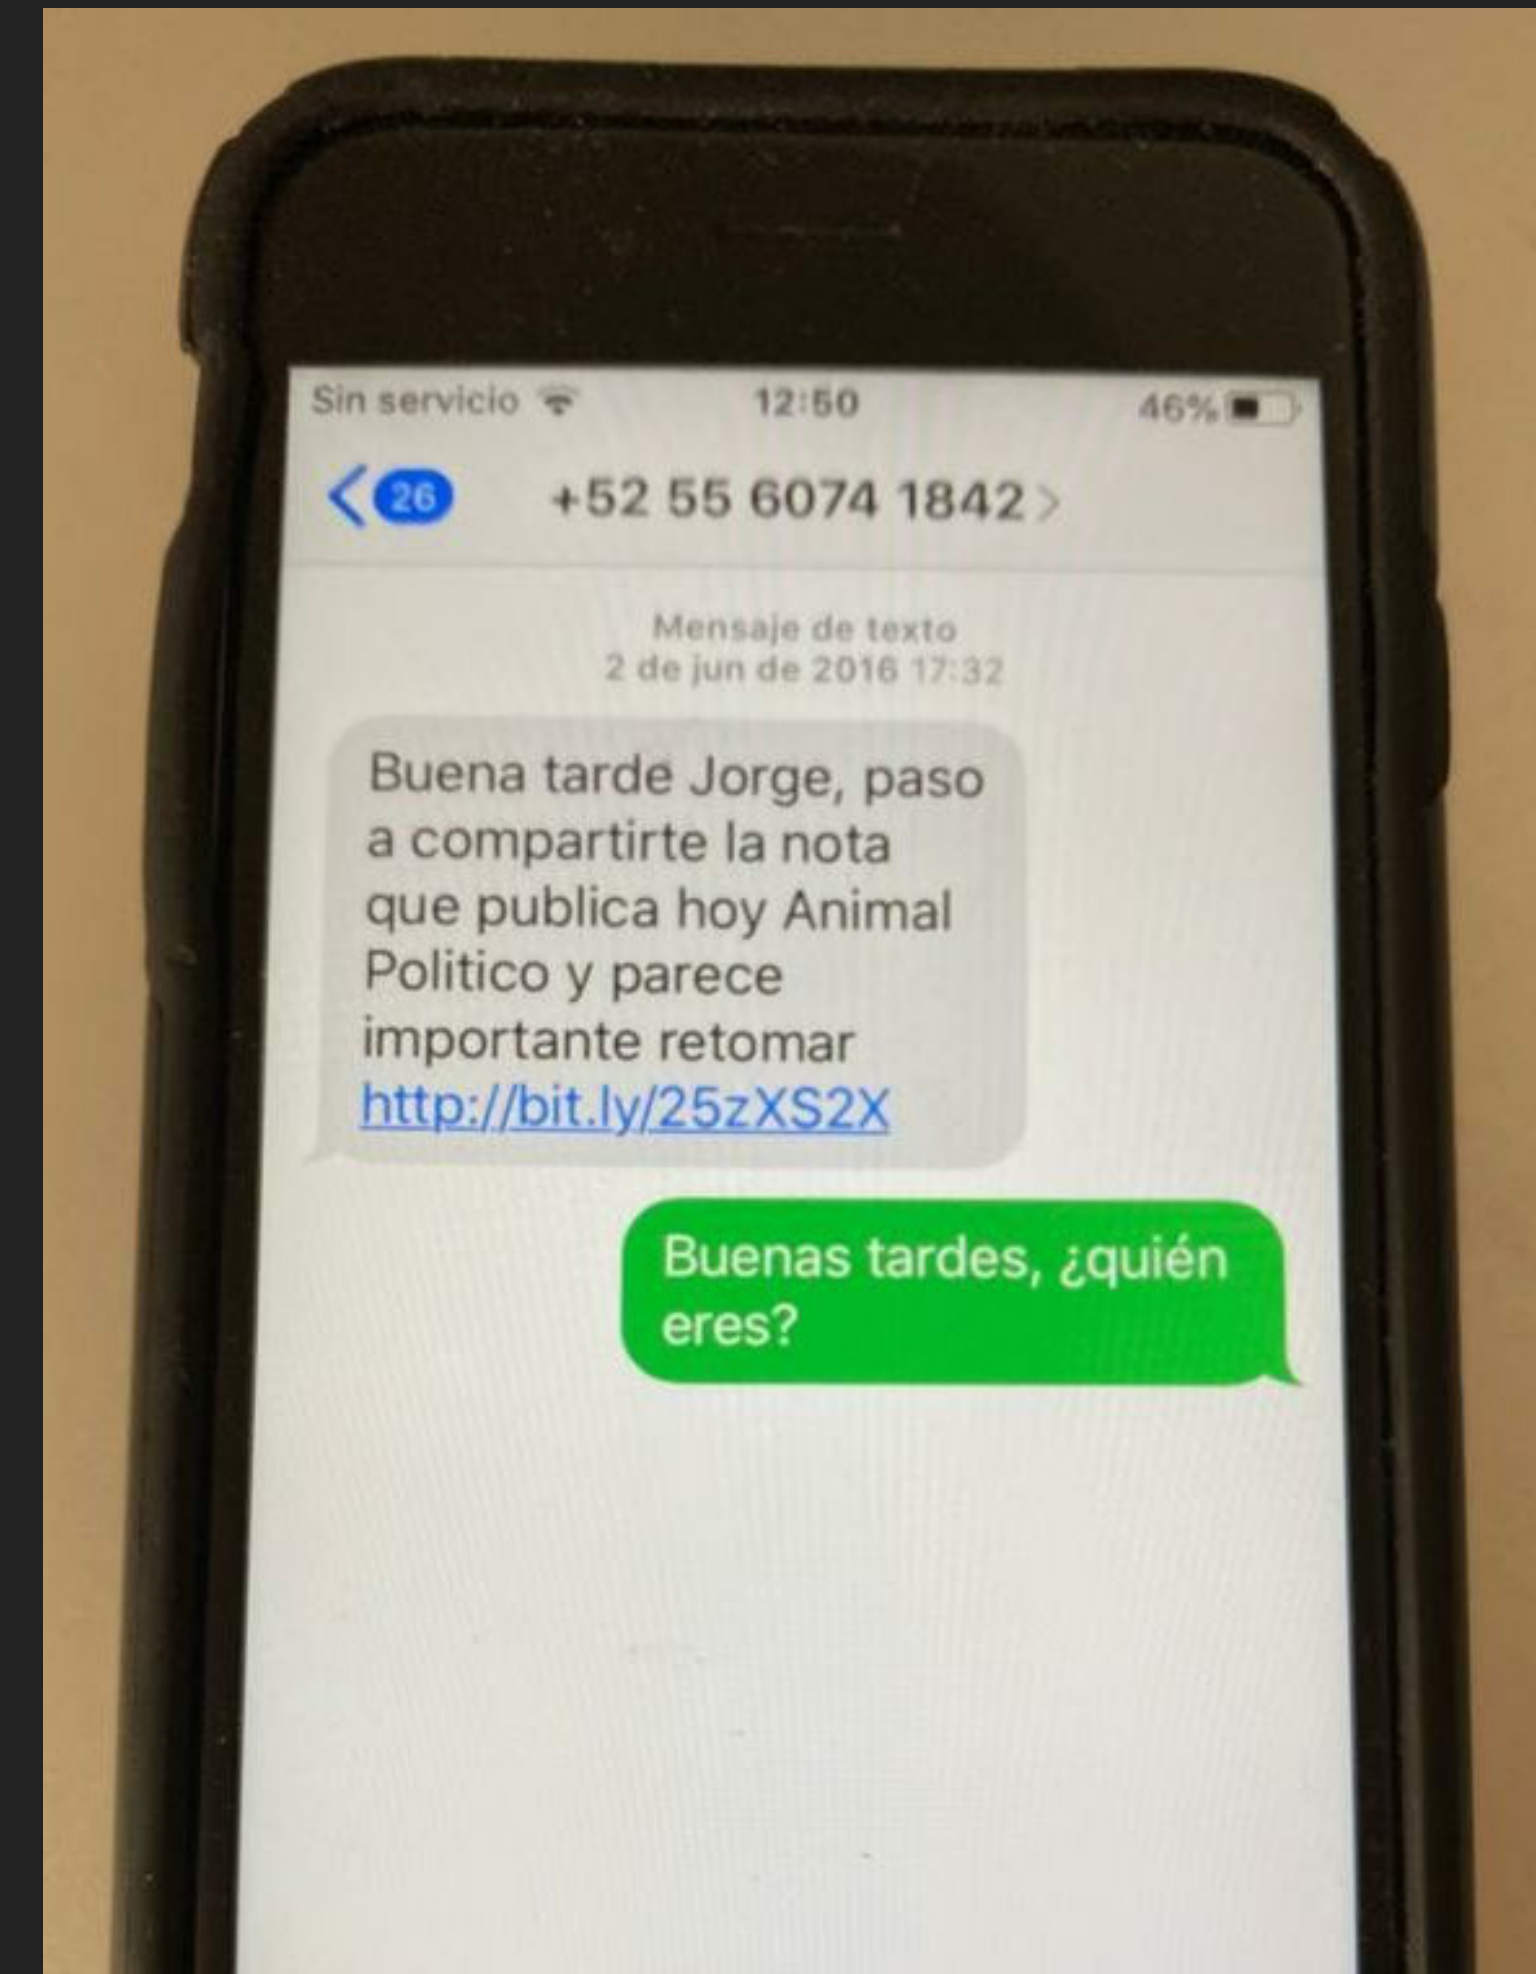 Sin servicio 12:50 46%
26 +52 55 6074 1842
Mensaje de texto
2 de jun de 2016 17:32
Buena tarde Jorge, paso
a compartirte la nota
que publica hoy Animal
Politico y parece
importante retomar
http://bit.ly/25zXS2X
Buenas tardes, ¿quién
eres?